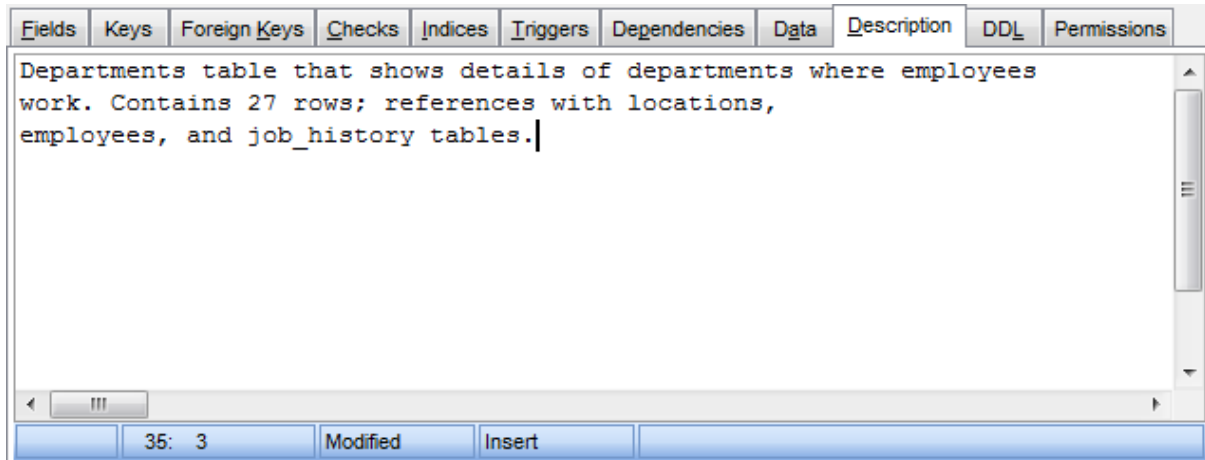 Fields Keys Foreign Keys Checks Indices Triggers Dependencies Data Description DDL Permissions
Departments table that shows details of departments where employees
work. Contains 27 rows; references with locations,
employees, and job_history tables.
35: 3 Modified Insert